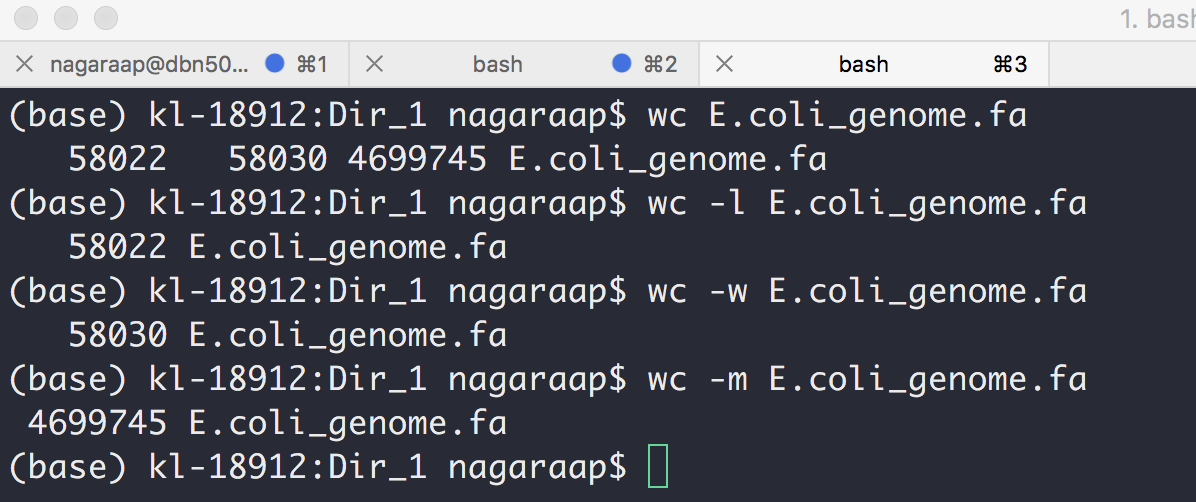 1. bash
nagaraap@dbn50... ⌘1 bash ⌘2 bash ⌘3
(base) kl-18912:Dir_1 nagaraap$ wc E.coli_genome.fa
   58022   58030 4699745 E.coli_genome.fa
(base) kl-18912:Dir_1 nagaraap$ wc -l E.coli_genome.fa
   58022 E.coli_genome.fa
(base) kl-18912:Dir_1 nagaraap$ wc -w E.coli_genome.fa
   58030 E.coli_genome.fa
(base) kl-18912:Dir_1 nagaraap$ wc -m E.coli_genome.fa
 4699745 E.coli_genome.fa
(base) kl-18912:Dir_1 nagaraap$